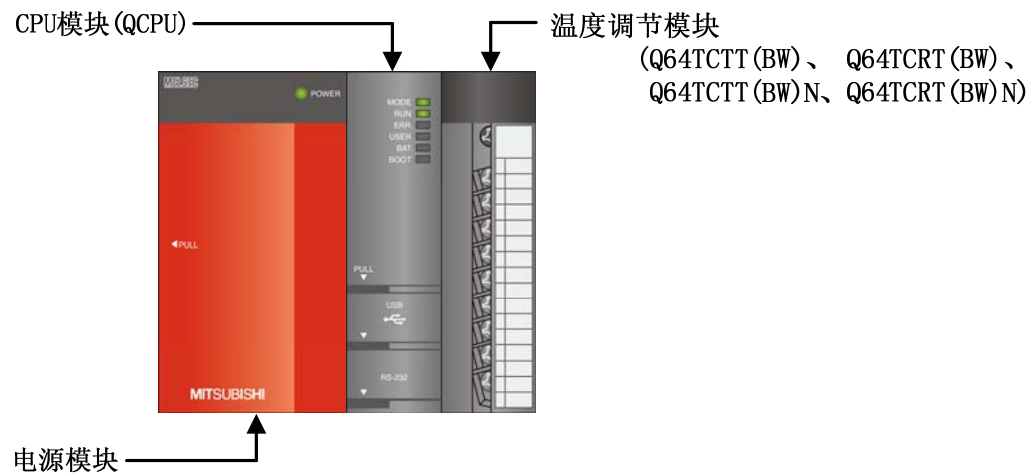 CPU模块(QCPU)
温度调节模块
(Q64TCTT(BW)、 Q64TCRT(BW)、
Q64TCTT(BW)N、Q64TCRT(BW)N)
MELSEC
POWER
MODE
RUN
ERR.
USER
BAT.
BOOT
PULL
PULL
USB
RS-232
MITSUBISHI
电源模块